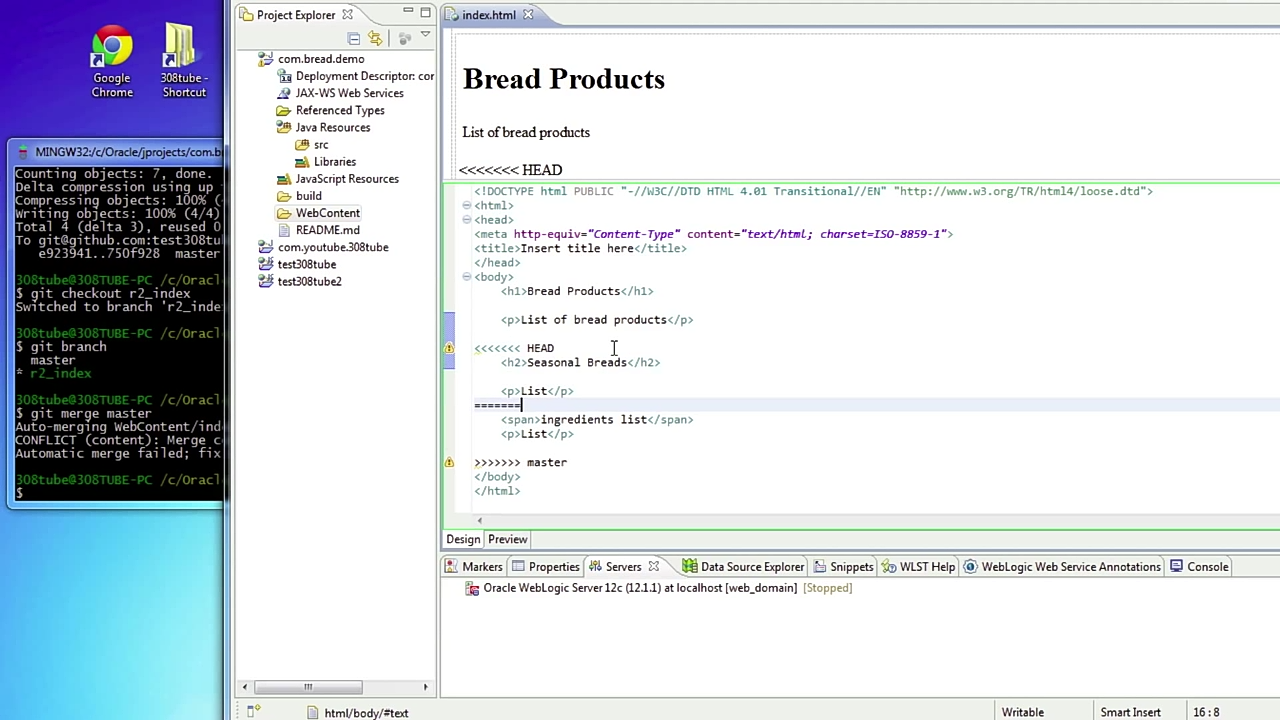 Google
Chrome
308tube -
Shortcut
MINGW32:/c/Oracle/jprojects/com.b
Counting objects: 7, done.
Delta compression using up
Compressing objects: 100% (
Writing objects: 100% (4/4)
Total 4 (delta 3), reused 0
To git@github.com:test308tub
e923941..750f928 master
308tube@308TUBE-PC /c/Oracl
$ git checkout r2_index
Switched to branch 'r2_inde
308tube@308TUBE-PC /c/Oracl
$ git branch
master
* r2_index
308tube@308TUBE-PC /c/Oracl
$ git merge master
Auto-merging WebContent/ind
CONFLICT (content): Merge c
Automatic merge failed; fix
308tube@308TUBE-PC /c/Oracl
$
Project Explorer
com.bread.demo
Deployment Descriptor: cor
JAX-WS Web Services
Referenced Types
Java Resources
src
Libraries
JavaScript Resources
build
WebContent
README.md
com.youtube.308tube
test308tube
test308tube2
index.html
Bread Products
List of bread products
<<<<<<< HEAD
<!DOCTYPE html PUBLIC "-//W3C//DTD HTML 4.01 Transitional//EN" "http://www.w3.org/TR/html4/loose.dtd">
<html>
<head>
<meta http-equiv="Content-Type" content="text/html; charset=ISO-8859-1">
<title>Insert title here</title>
</head>
<body>
<h1>Bread Products</h1>
<p>List of bread products</p>
<<<<<<< HEAD
<h2>Seasonal Breads</h2>
<p>List</p>
=======
<span>ingredients list</span>
<p>List</p>
>>>>>>> master
</body>
</html>
Design Preview
Markers Properties Servers Data Source Explorer Snippets WLST Help WebLogic Web Service Annotations Console
Oracle WebLogic Server 12c (12.1.1) at localhost [web_domain] [Stopped]
html/body/#text Writable Smart Insert 16 : 8